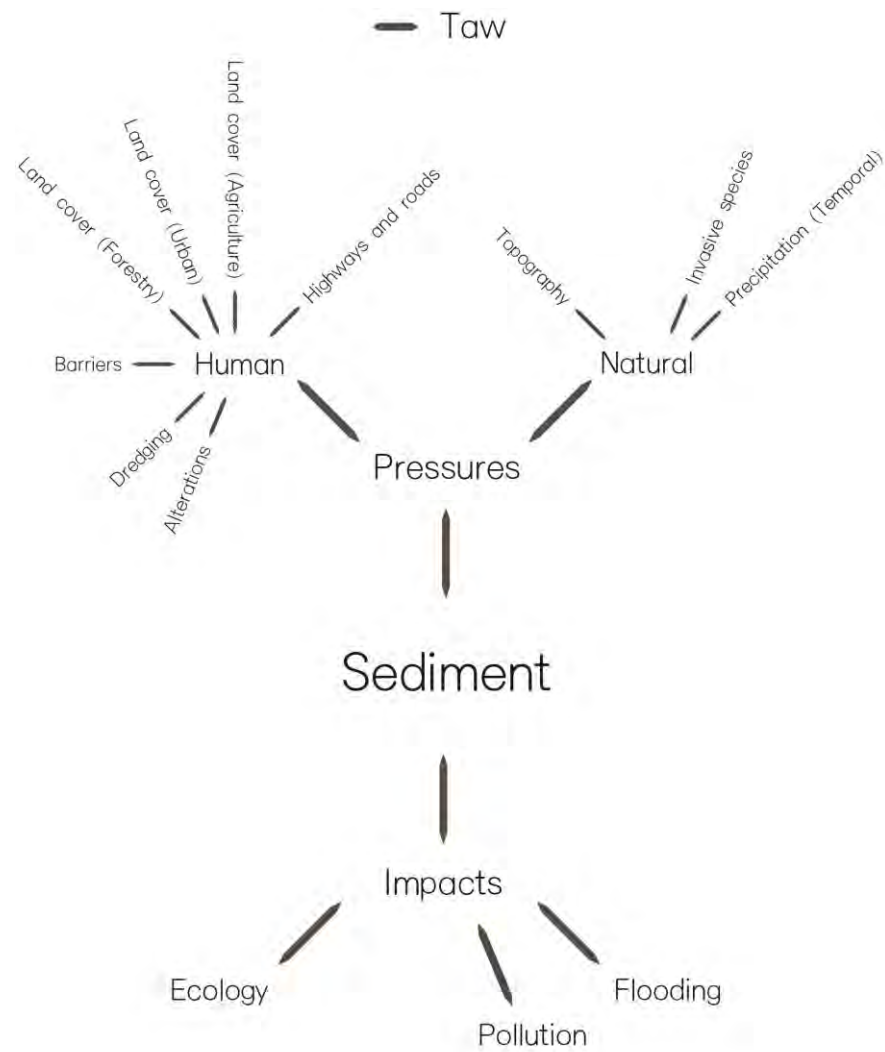 Taw
Land cover (Forestry)
Land cover (Urban)
Land cover (Agriculture)
Highways and roads
Topography
Invasive species
Precipitation (Temporal)
Barriers
Human
Natural
Dredging
Alterations
Pressures
Sediment
Impacts
Ecology
Pollution
Flooding